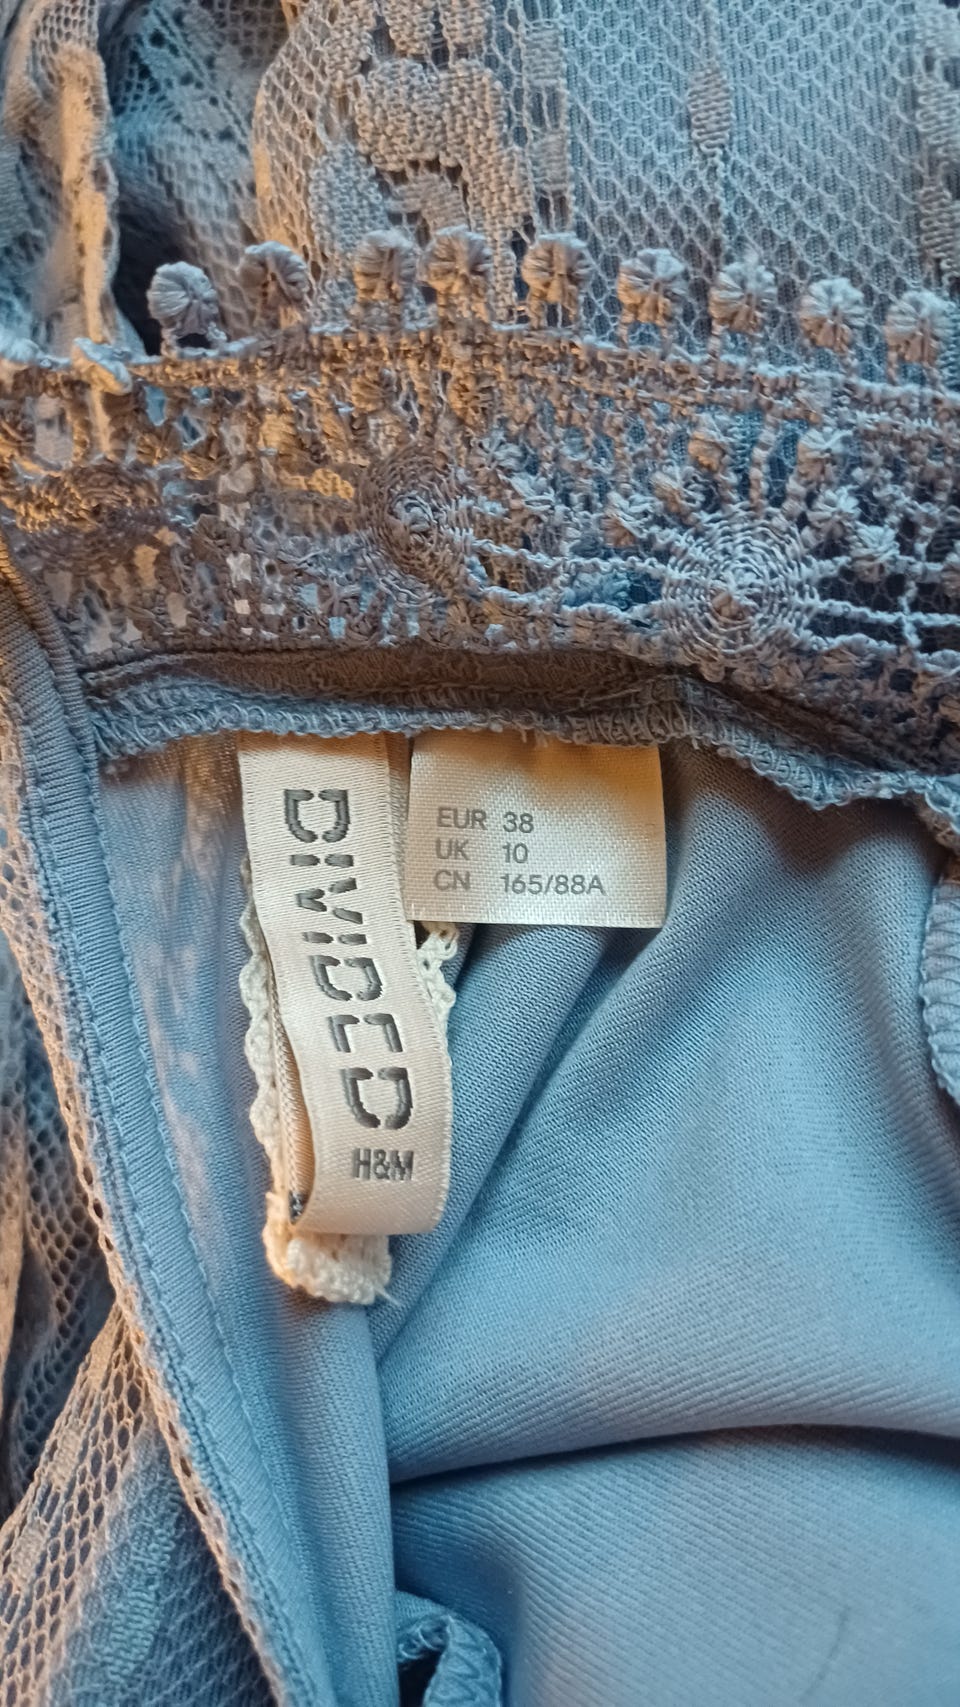 DIVIDED
H&M
EUR 38
UK 10
CN 165/88A